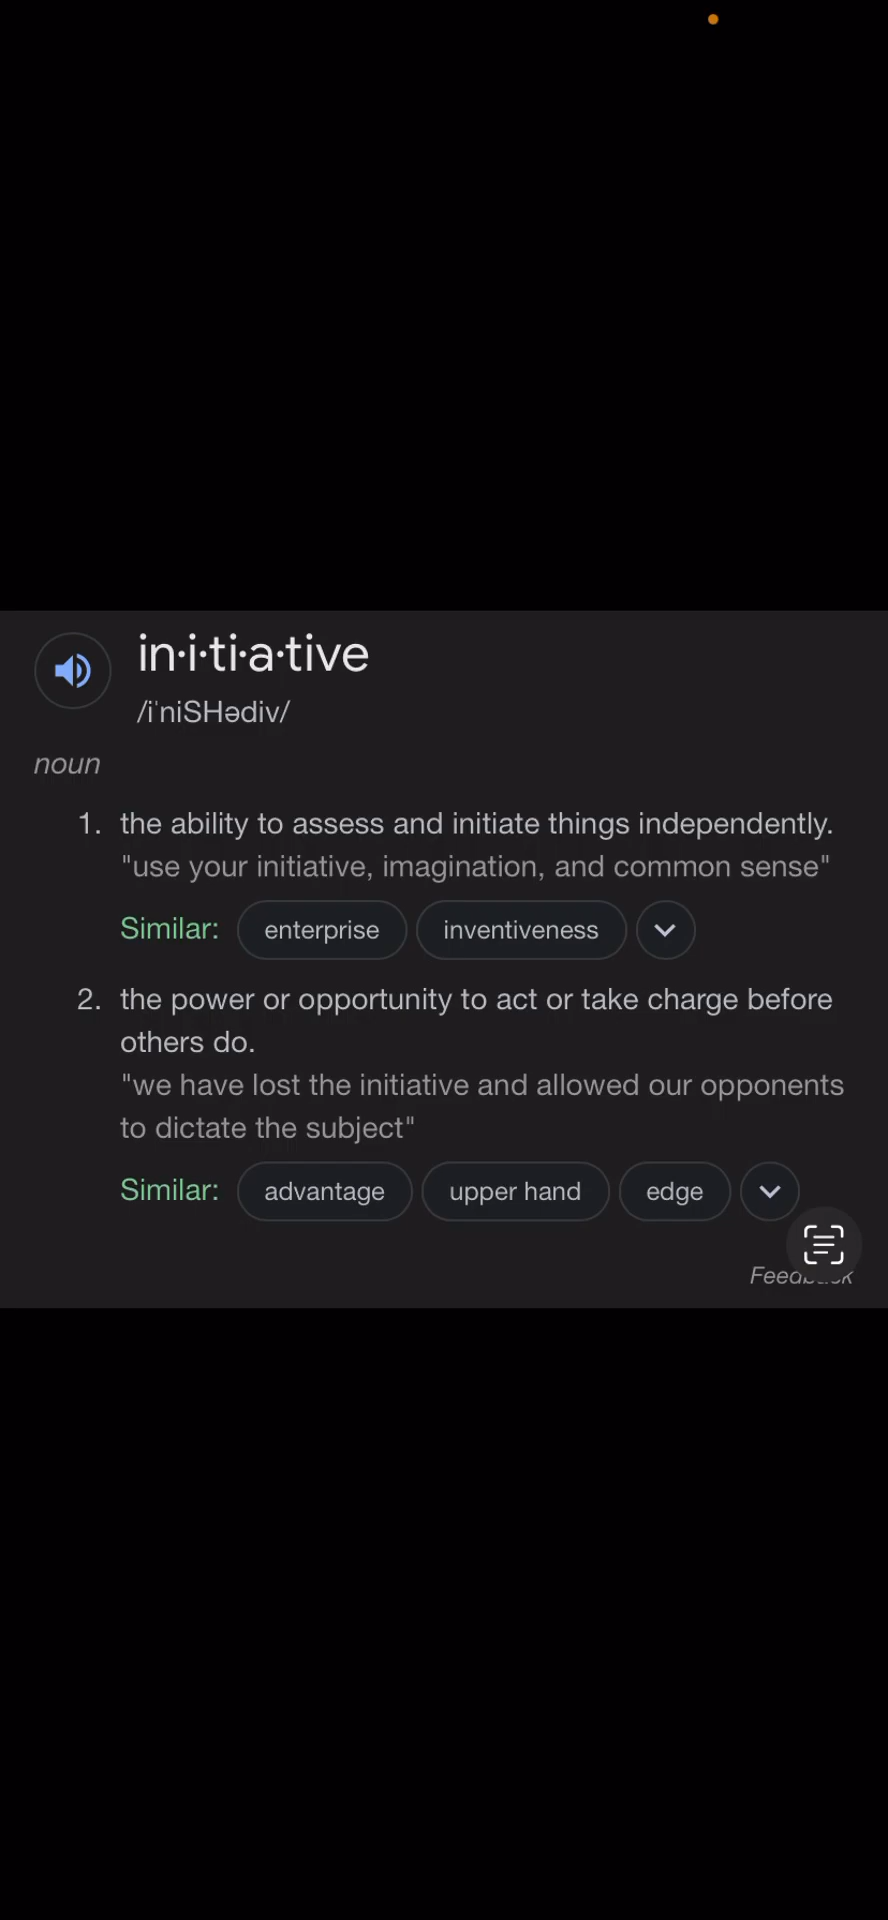 in·i·ti·a·tive
/iˈniSHədiv/
noun
1. the ability to assess and initiate things independently.
"use your initiative, imagination, and common sense"
Similar: enterprise inventiveness
2. the power or opportunity to act or take charge before
others do.
"we have lost the initiative and allowed our opponents
to dictate the subject"
Similar: advantage upper hand edge
Feedback